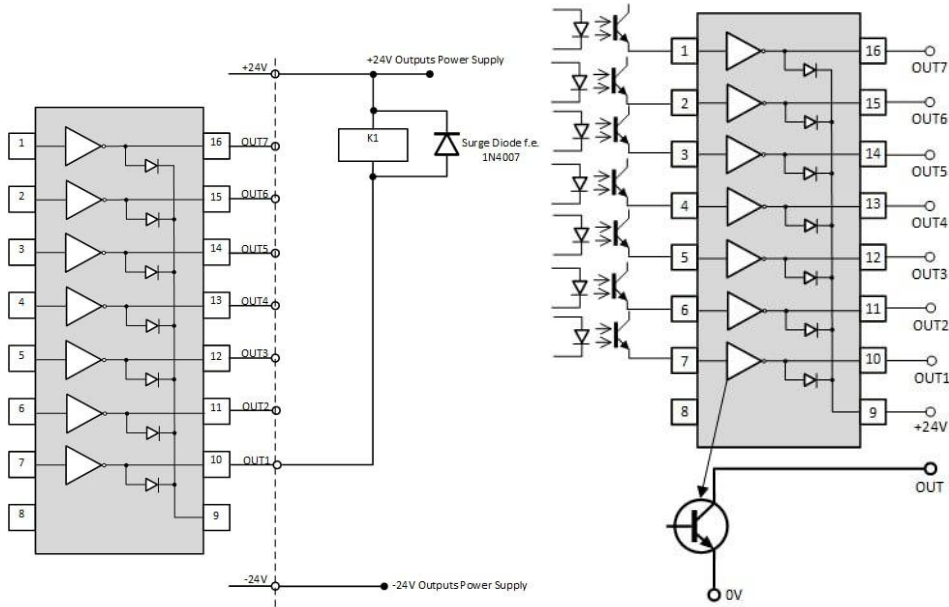 +24V
+24V Outputs Power Supply
K1
Surge Diode f.e.
1N4007
1
16
OUT7
2
15
OUT6
3
14
OUT5
4
13
OUT4
5
12
OUT3
6
11
OUT2
7
10
OUT1
8
9
-24V
-24V Outputs Power Supply
1
16
OUT7
2
15
OUT6
3
14
OUT5
4
13
OUT4
5
12
OUT3
6
11
OUT2
7
10
OUT1
8
9
+24V
OUT
0V